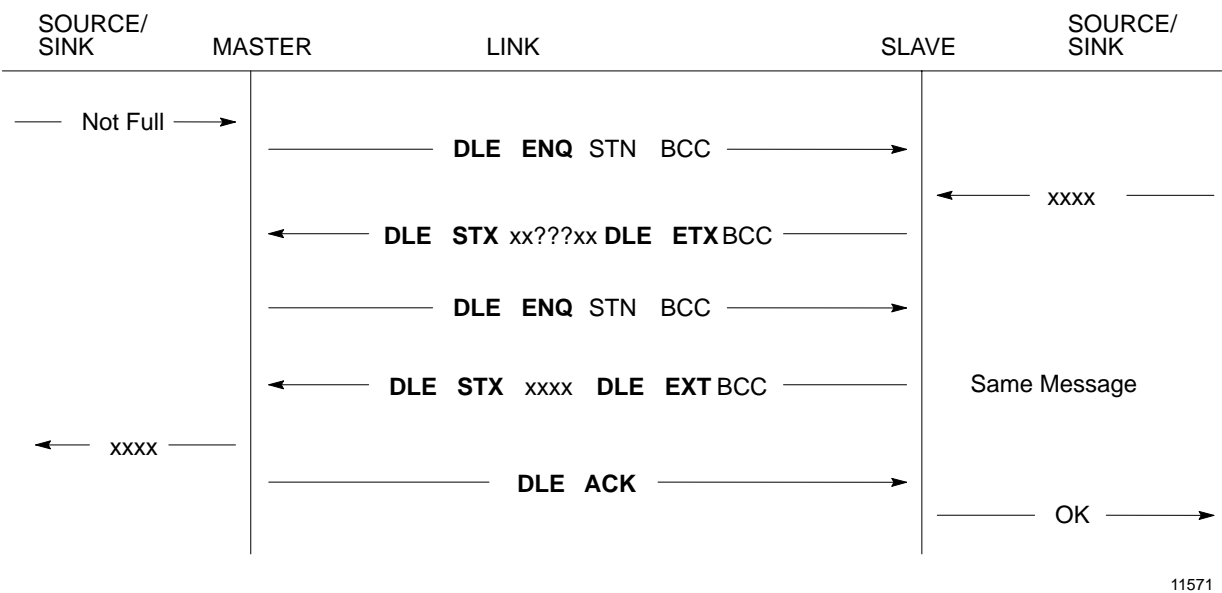 SOURCE/
SINK MASTER LINK SLAVE SOURCE/
SINK
Not Full
DLE ENQ STN BCC
xxxx
DLE STX xx???xx DLE ETX BCC
DLE ENQ STN BCC
DLE STX xxxx DLE EXT BCC Same Message
xxxx
DLE ACK
OK
11571